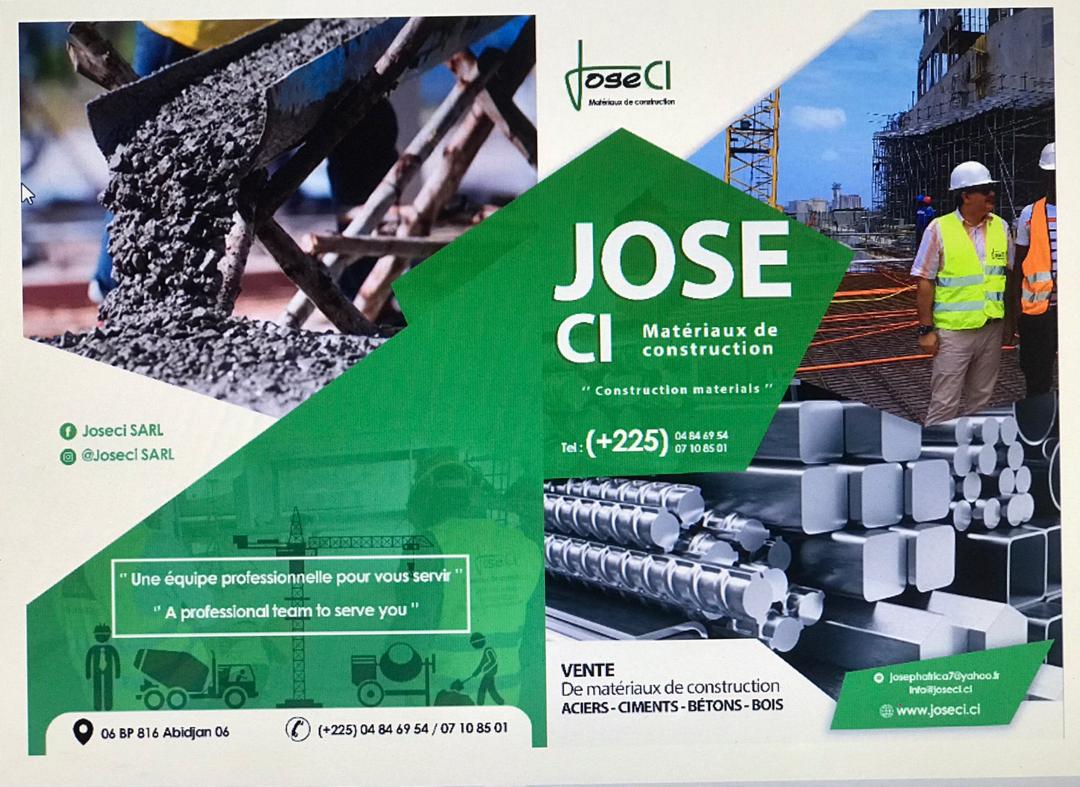 Joseci SARL
@Joseci SARL
" Une équipe professionnelle pour vous servir "
" A professional team to serve you "
06 BP 816 Abidjan 06
(+225) 04 84 69 54 / 07 10 85 01
Jose CI
Matériaux de construction
JOSE
CI
Matériaux de
construction
" Construction materials "
Tel : (+225) 04 84 69 54
07 10 85 01
VENTE
De matériaux de construction
ACIERS - CIMENTS - BÉTONS - BOIS
josephafrica7@yahoo.fr
info@joseci.ci
www.joseci.ci